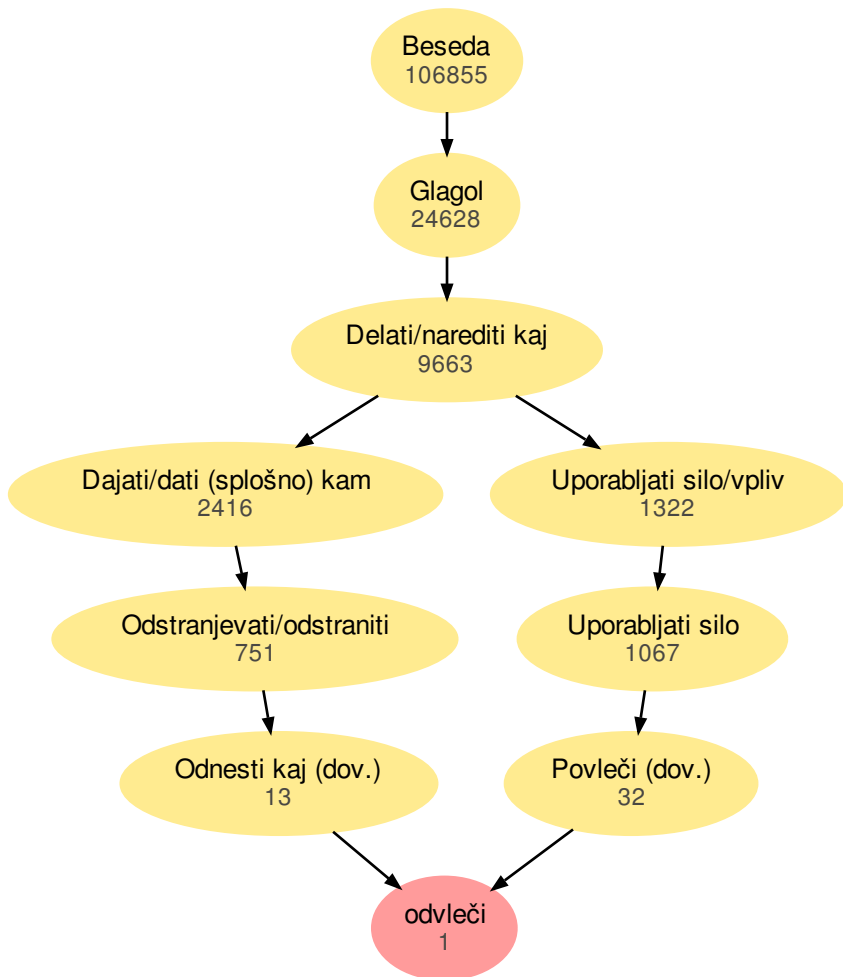 Beseda
106855
Glagol
24628
Delati/narediti kaj
9663
Dajati/dati (splošno) kam
2416
Uporabljati silo/vpliv
1322
Odstranjevati/odstraniti
751
Uporabljati silo
1067
Odnesti kaj (dov.)
13
Povleči (dov.)
32
odvleči
1